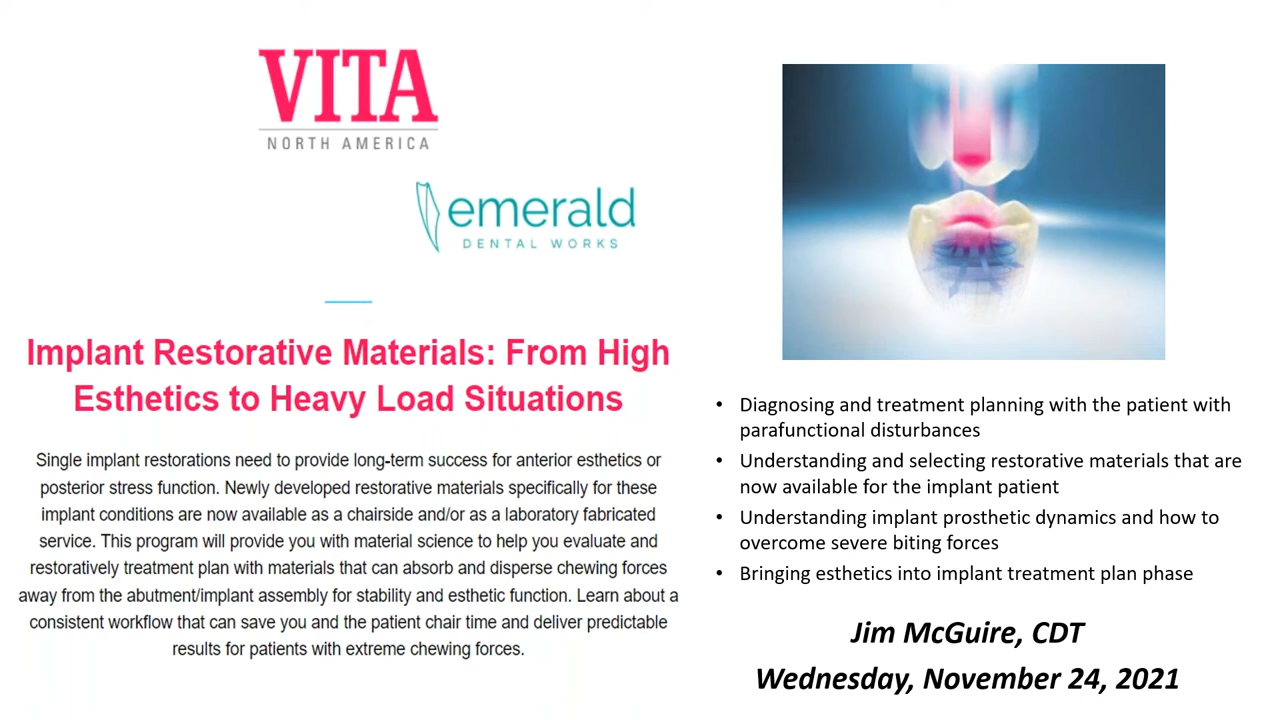 VITA
NORTH AMERICA
emerald
DENTAL WORKS
Implant Restorative Materials: From High
Esthetics to Heavy Load Situations
Single implant restorations need to provide long-term success for anterior esthetics or
posterior stress function. Newly developed restorative materials specifically for these
implant conditions are now available as a chairside and/or as a laboratory fabricated
service. This program will provide you with material science to help you evaluate and
restoratively treatment plan with materials that can absorb and disperse chewing forces
away from the abutment/implant assembly for stability and esthetic function. Learn about a
consistent workflow that can save you and the patient chair time and deliver predictable
results for patients with extreme chewing forces.
• Diagnosing and treatment planning with the patient with
parafunctional disturbances
• Understanding and selecting restorative materials that are
now available for the implant patient
• Understanding implant prosthetic dynamics and how to
overcome severe biting forces
• Bringing esthetics into implant treatment plan phase
Jim McGuire, CDT
Wednesday, November 24, 2021